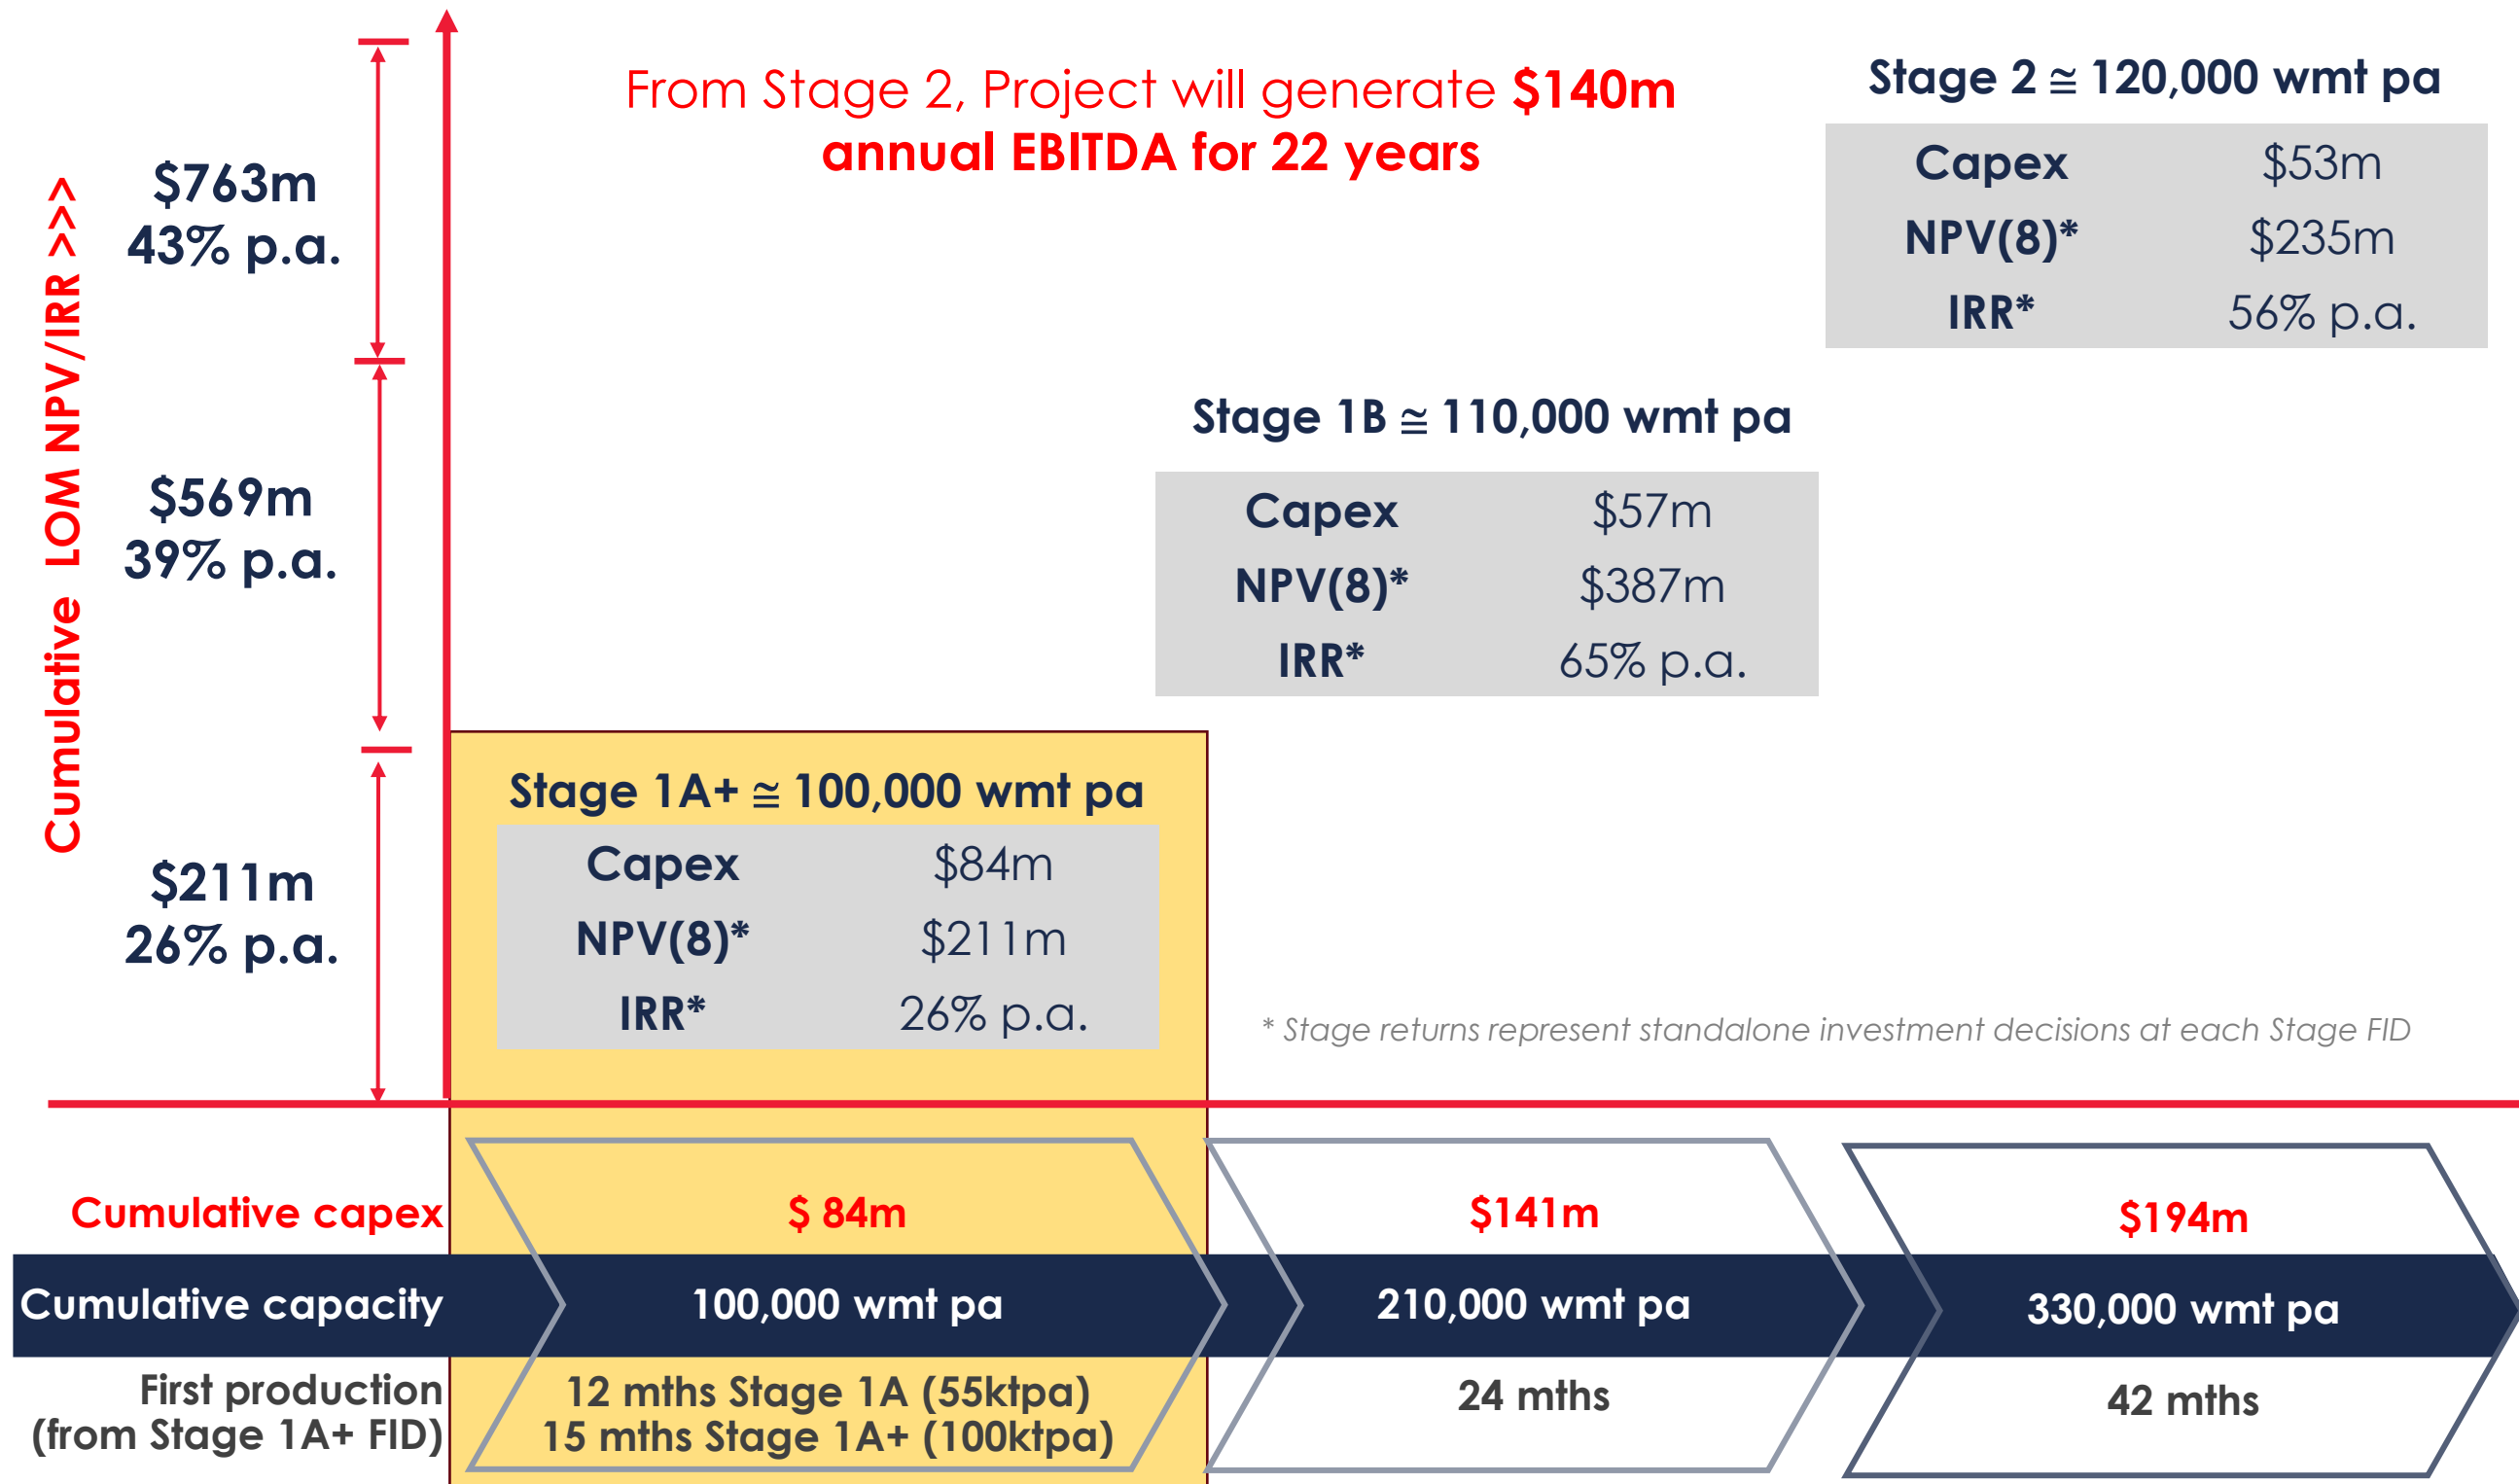 From Stage 2, Project will generate $140m
annual EBITDA for 22 years
Stage 2 ≅ 120,000 wmt pa
Capex $53m
NPV(8)* $235m
IRR* 56% p.a.
Cumulative LOM NPV/IRR >>>
$763m
43% p.a.
$569m
39% p.a.
$211m
26% p.a.
Stage 1B ≅ 110,000 wmt pa
Capex $57m
NPV(8)* $387m
IRR* 65% p.a.
Stage 1A+ ≅ 100,000 wmt pa
Capex $84m
NPV(8)* $211m
IRR* 26% p.a.
* Stage returns represent standalone investment decisions at each Stage FID
Cumulative capex $ 84m $141m $194m
Cumulative capacity 100,000 wmt pa 210,000 wmt pa 330,000 wmt pa
First production
(from Stage 1A+ FID)
12 mths Stage 1A (55ktpa)
15 mths Stage 1A+ (100ktpa)
24 mths
42 mths